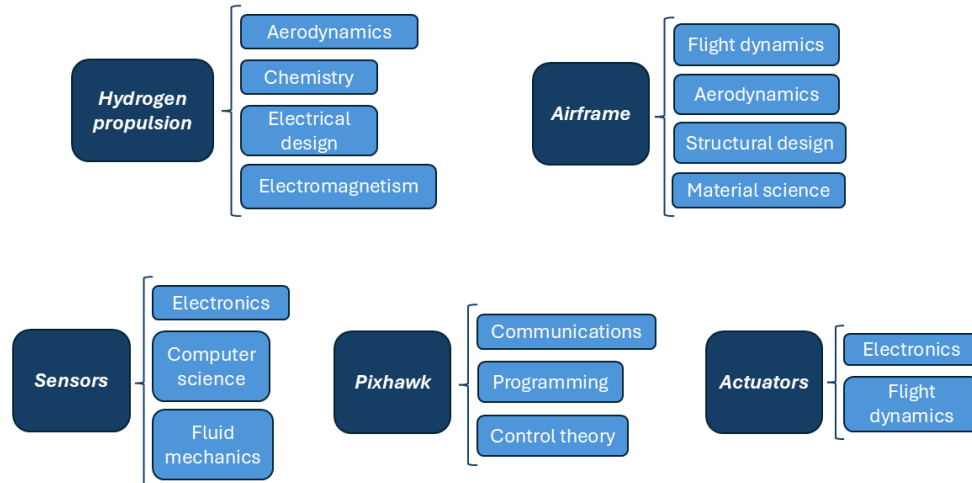 Hydrogen
propulsion
Aerodynamics
Chemistry
Electrical
design
Electromagnetism
Airframe
Flight dynamics
Aerodynamics
Structural design
Material science
Sensors
Electronics
Computer
science
Fluid
mechanics
Pixhawk
Communications
Programming
Control theory
Actuators
Electronics
Flight
dynamics